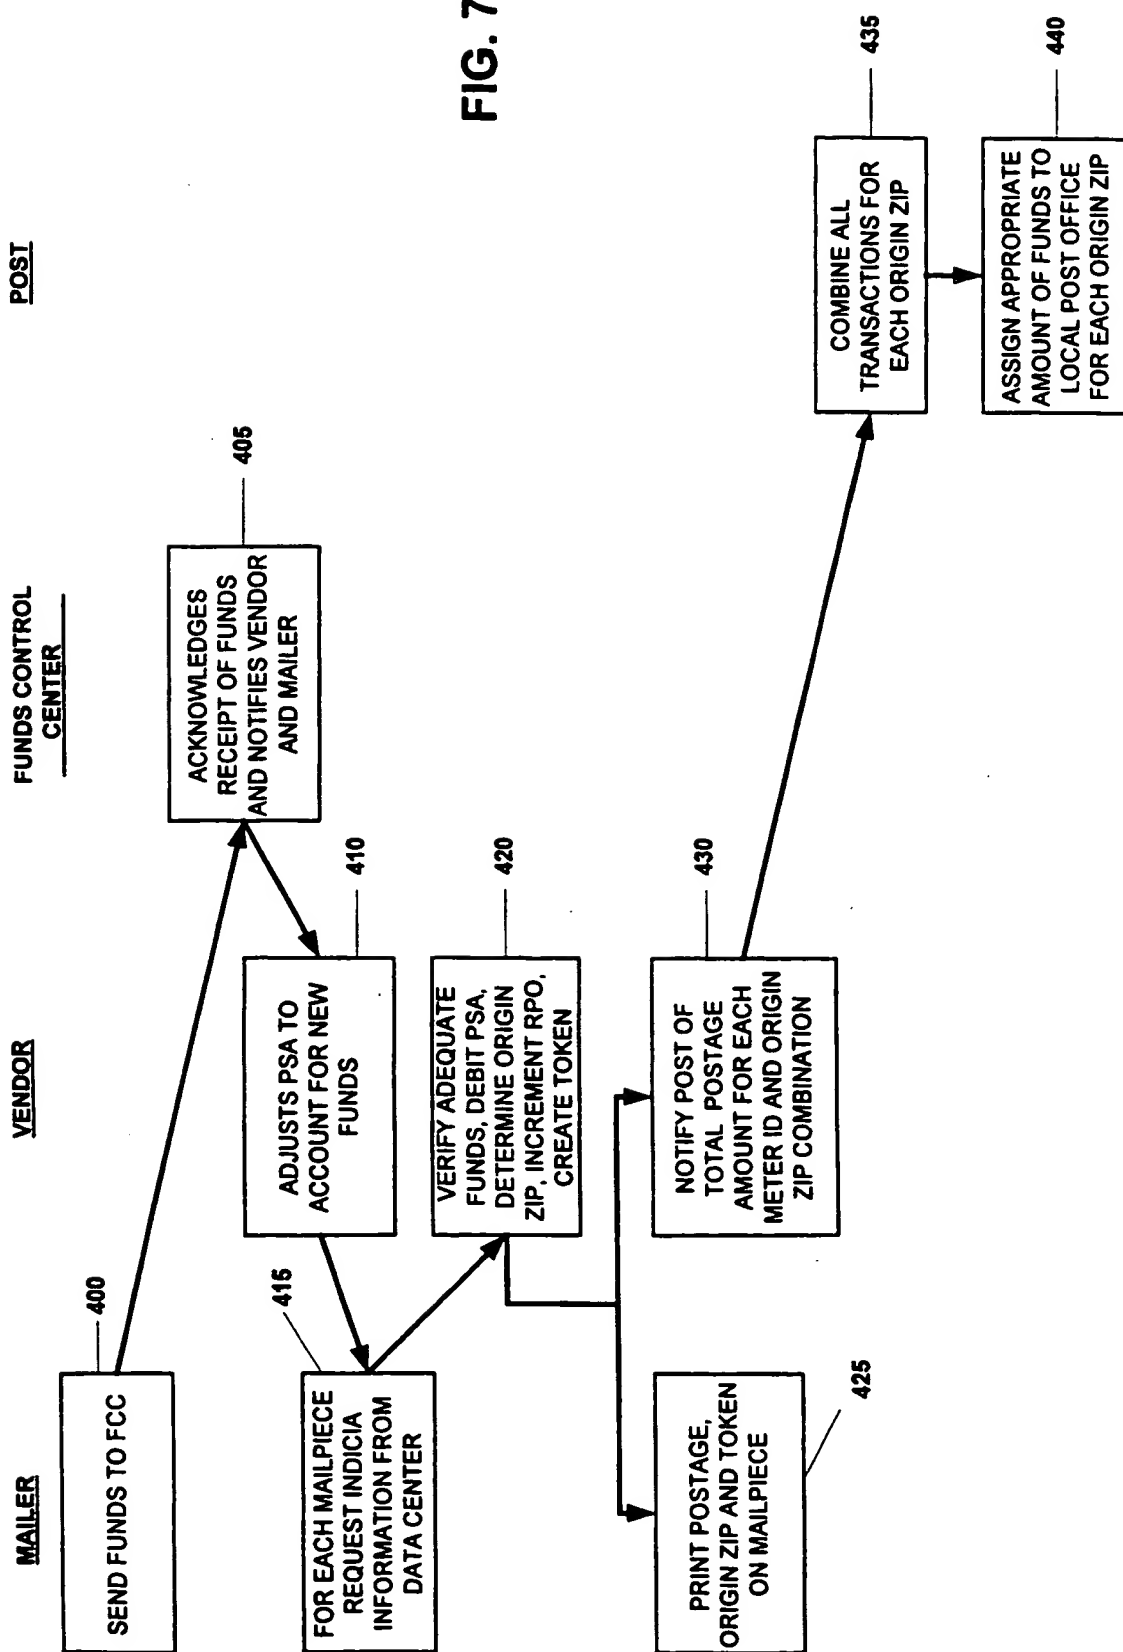 MAILER
VENDOR
FUNDS CONTROL
CENTER
POST
SEND FUNDS TO FCC
400
ACKNOWLEDGES
RECEIPT OF FUNDS
AND NOTIFIES VENDOR
AND MAILER
405
ADJUSTS PSA TO
ACCOUNT FOR NEW
FUNDS
410
FOR EACH MAILPIECE
REQUEST INDICIA
INFORMATION FROM
DATA CENTER
415
VERIFY ADEQUATE
FUNDS, DEBIT PSA,
DETERMINE ORIGIN
ZIP, INCREMENT RPO,
CREATE TOKEN
420
PRINT POSTAGE,
ORIGIN ZIP AND TOKEN
ON MAILPIECE
425
NOTIFY POST OF
TOTAL POSTAGE
AMOUNT FOR EACH
METER ID AND ORIGIN
ZIP COMBINATION
430
COMBINE ALL
TRANSACTIONS FOR
EACH ORIGIN ZIP
435
ASSIGN APPROPRIATE
AMOUNT OF FUNDS TO
LOCAL POST OFFICE
FOR EACH ORIGIN ZIP
440
FIG. 7